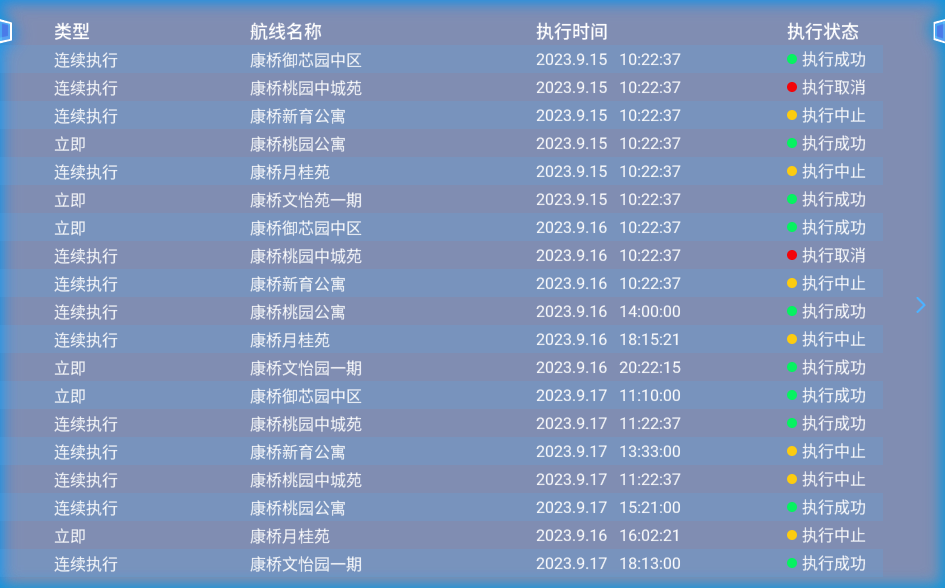 类型 航线名称 执行时间 执行状态
连续执行 康桥御芯园中区 2023.9.15 10:22:37 执行成功
连续执行 康桥桃园中城苑 2023.9.15 10:22:37 执行取消
连续执行 康桥新育公寓 2023.9.15 10:22:37 执行中止
立即 康桥桃园公寓 2023.9.15 10:22:37 执行成功
连续执行 康桥月桂苑 2023.9.15 10:22:37 执行中止
立即 康桥文怡苑一期 2023.9.15 10:22:37 执行成功
立即 康桥御芯园中区 2023.9.16 10:22:37 执行成功
连续执行 康桥桃园中城苑 2023.9.16 10:22:37 执行取消
连续执行 康桥新育公寓 2023.9.16 10:22:37 执行中止
连续执行 康桥桃园公寓 2023.9.16 14:00:00 执行成功
连续执行 康桥月桂苑 2023.9.16 18:15:21 执行中止
立即 康桥文怡园一期 2023.9.16 20:22:15 执行成功
立即 康桥御芯园中区 2023.9.17 11:10:00 执行成功
连续执行 康桥桃园中城苑 2023.9.17 11:22:37 执行成功
连续执行 康桥新育公寓 2023.9.17 13:33:00 执行中止
连续执行 康桥桃园中城苑 2023.9.17 11:22:37 执行中止
连续执行 康桥桃园公寓 2023.9.17 15:21:00 执行成功
立即 康桥月桂苑 2023.9.16 16:02:21 执行中止
连续执行 康桥文怡园一期 2023.9.17 18:13:00 执行成功